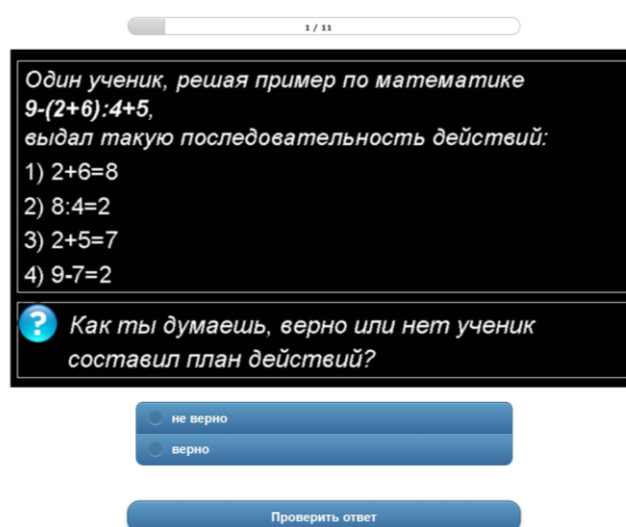 1 / 11
Один ученик, решая пример по математике
9-(2+6):4+5,
выдал такую последовательность действий:
1) 2+6=8
2) 8:4=2
3) 2+5=7
4) 9-7=2
? Как ты думаешь, верно или нет ученик
составил план действий?
не верно
верно
Проверить ответ